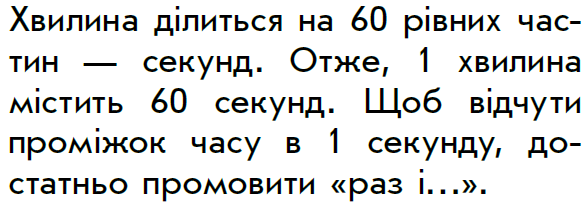 Хвилина ділиться на 60 рівних час-
тин — секунд. Отже, 1 хвилина
містить 60 секунд. Щоб відчути
проміжок часу в 1 секунду, до-
статньо промовити «раз і...».